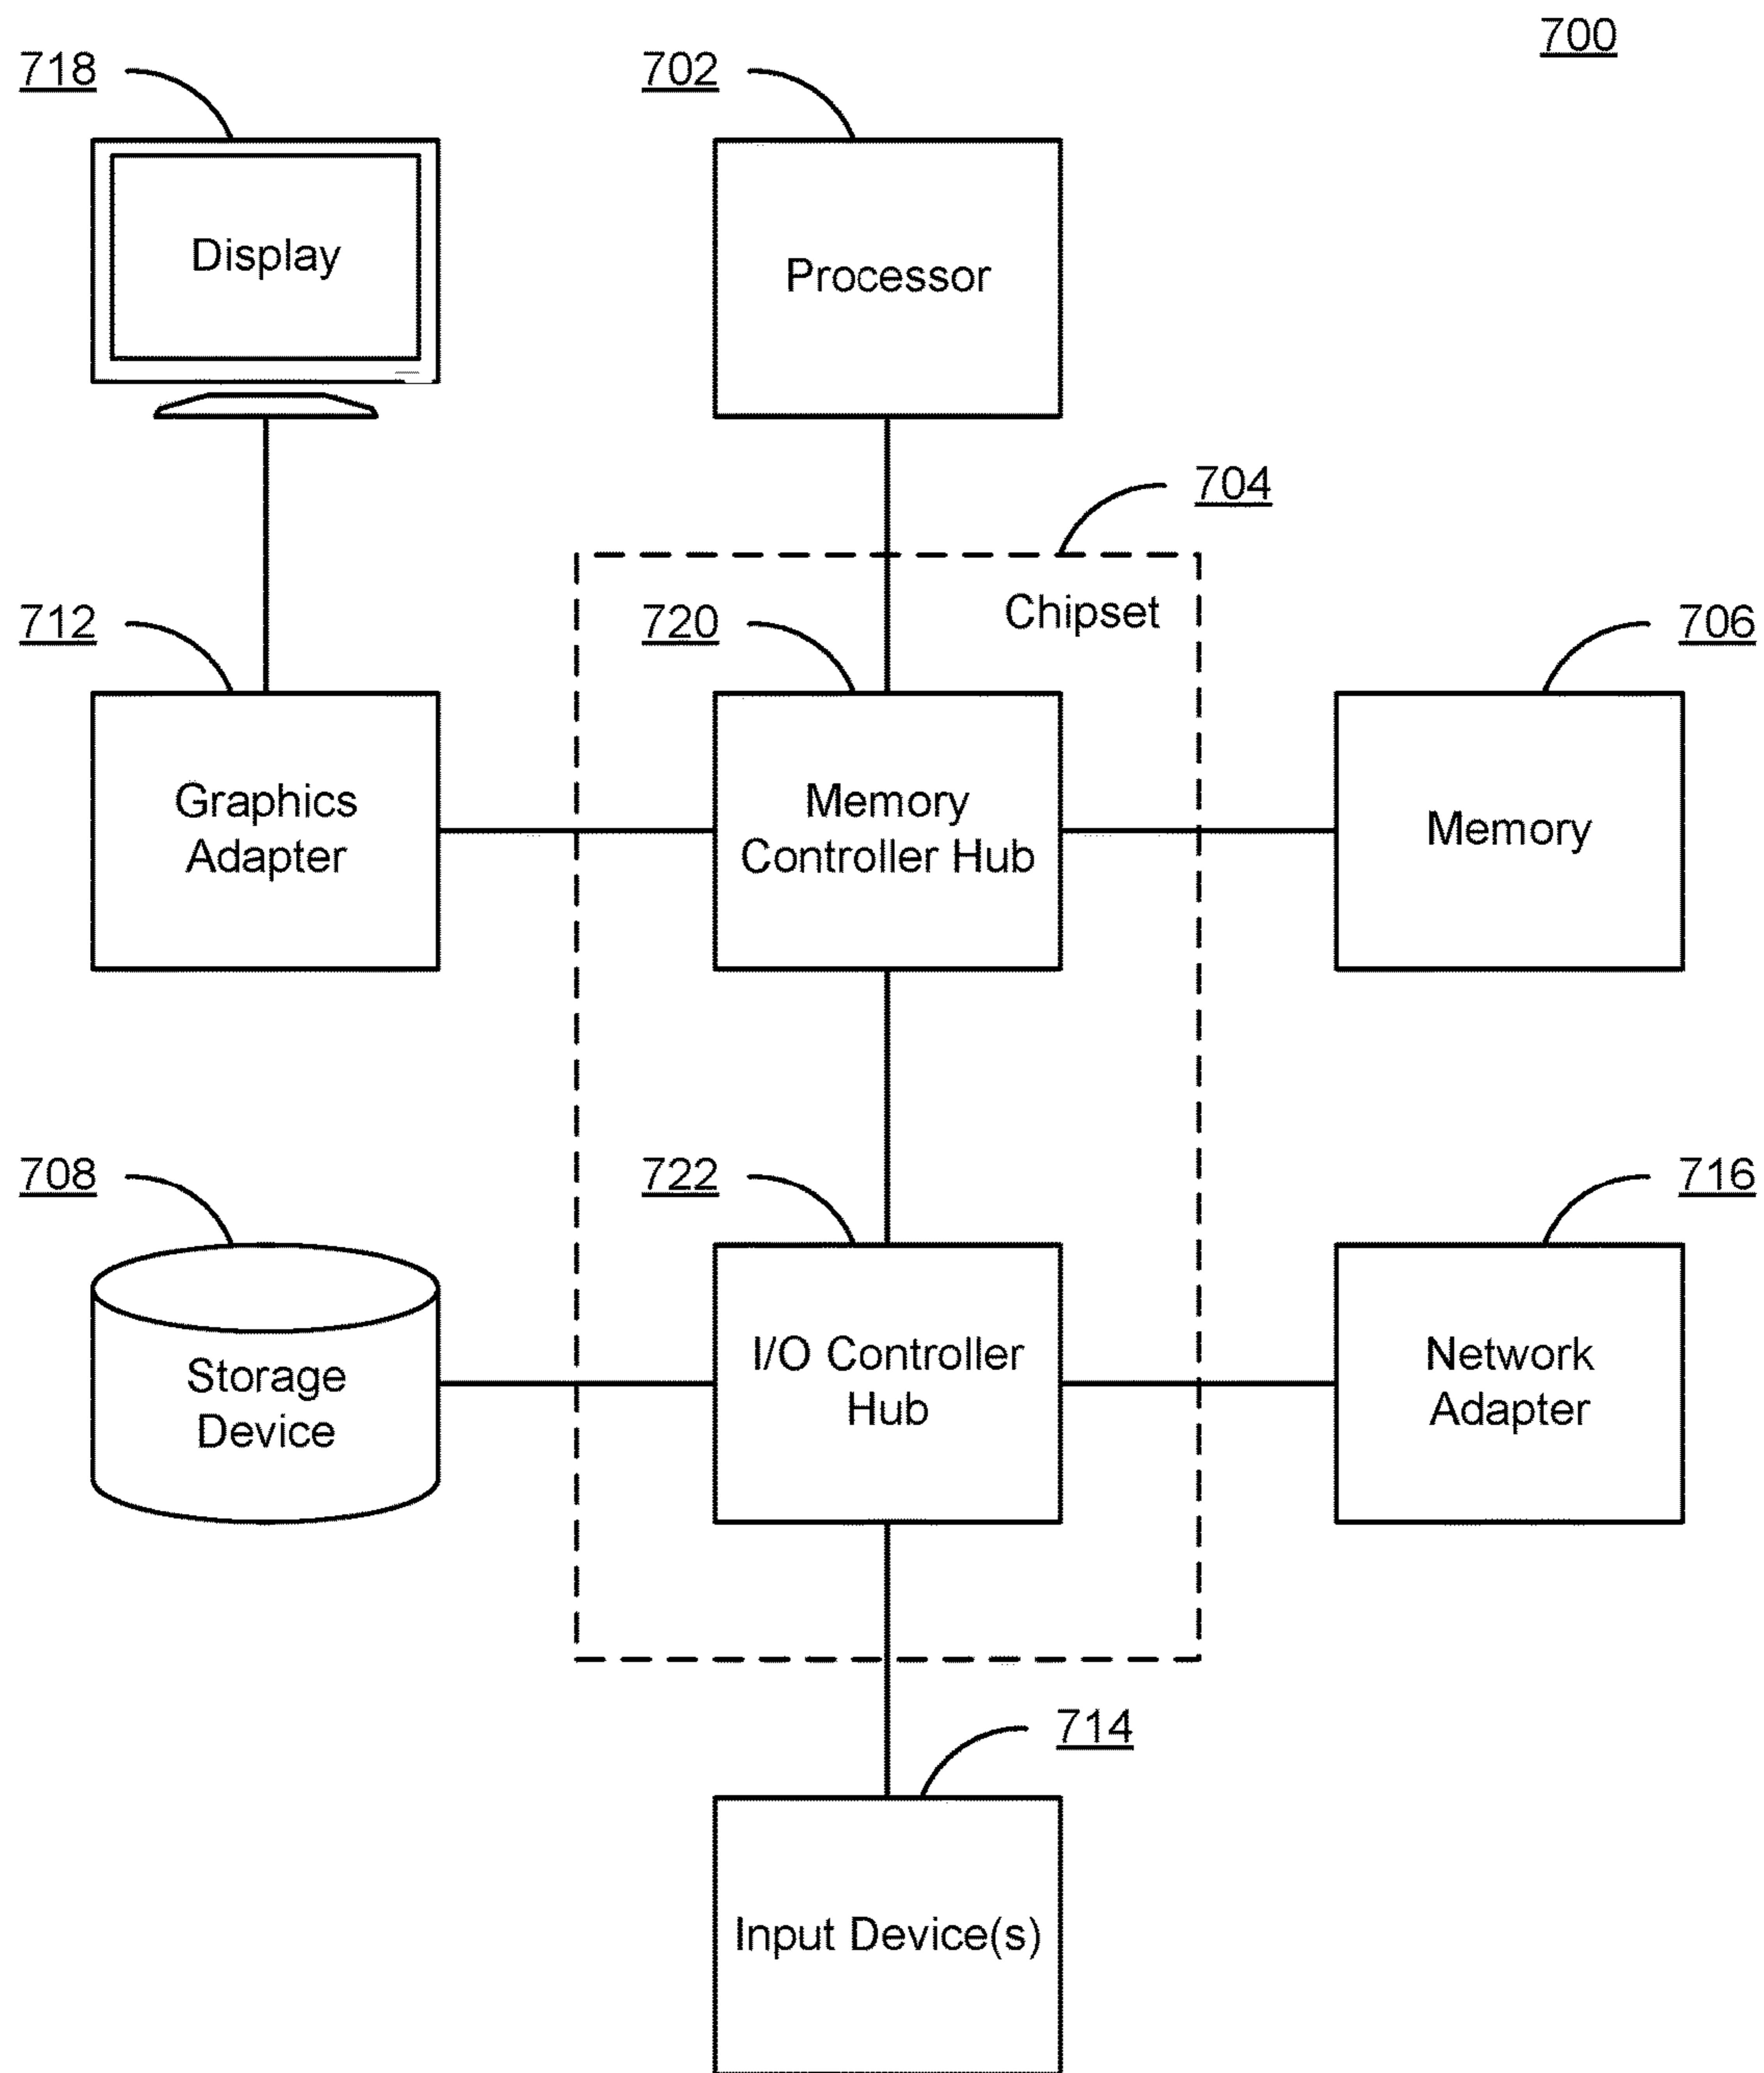 700
718
702
Display
Processor
704
Chipset
712
720
706
Graphics
Adapter
Memory
Controller Hub
Memory
708
722
716
Storage
Device
I/O Controller
Hub
Network
Adapter
714
Input Device(s)